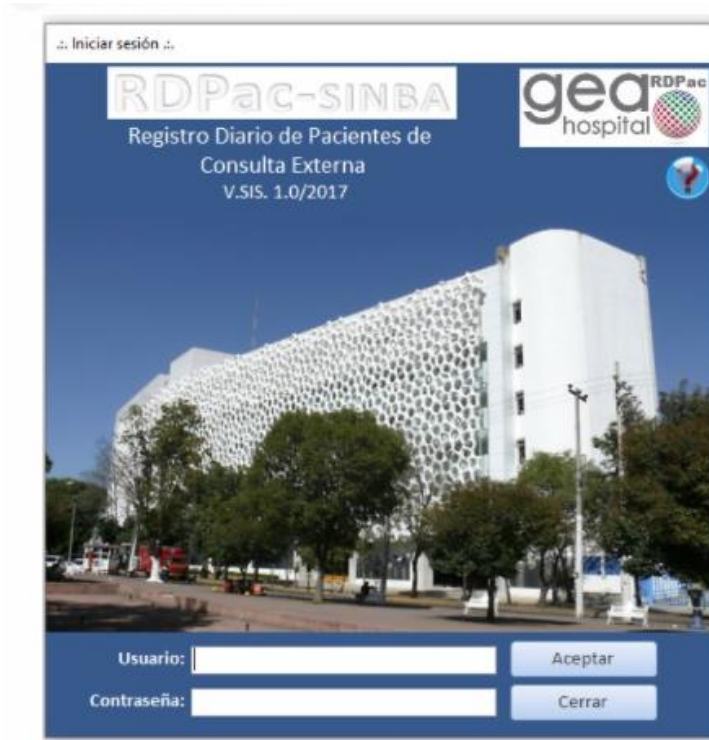 .:. Iniciar sesión .:.
RDPac-SINBA
Registro Diario de Pacientes de
Consulta Externa
V.SIS. 1.0/2017
gea
RDPac
hospital
?
Usuario:
Aceptar
Contraseña:
Cerrar